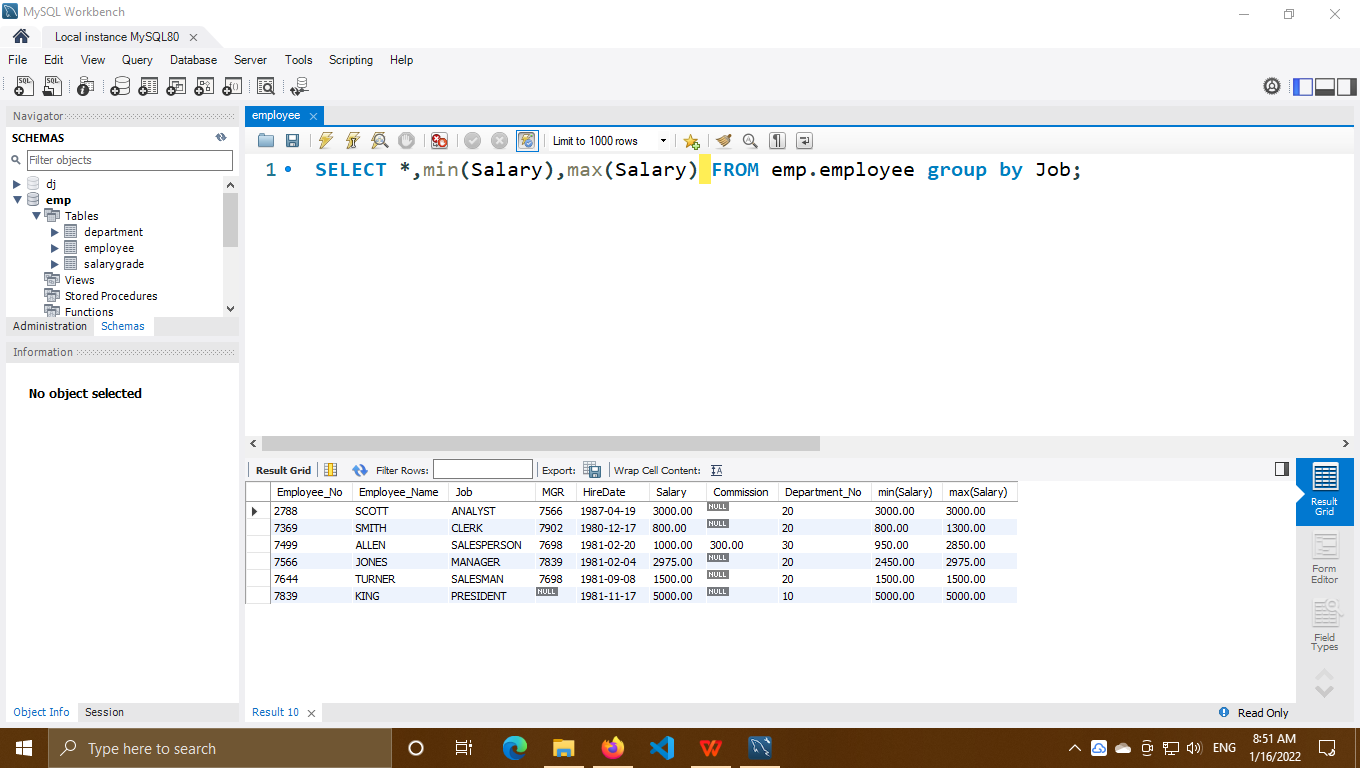 MySQL Workbench
Local instance MySQL80
File Edit View Query Database Server Tools Scripting Help
Navigator
SCHEMAS
Filter objects
dj
emp
Tables
department
employee
salarygrade
Views
Stored Procedures
Functions
Administration Schemas
Information
No object selected
Object Info Session
employee
Limit to 1000 rows
1 SELECT *,min(Salary),max(Salary) FROM emp.employee group by Job;
Result Grid Filter Rows: Export: Wrap Cell Content:
Employee_No Employee_Name Job MGR HireDate Salary Commission Department_No min(Salary) max(Salary)
2788 SCOTT ANALYST 7566 1987-04-19 3000.00 NULL 20 3000.00 3000.00
7369 SMITH CLERK 7902 1980-12-17 800.00 NULL 20 800.00 1300.00
7499 ALLEN SALESPERSON 7698 1981-02-20 1000.00 300.00 30 950.00 2850.00
7566 JONES MANAGER 7839 1981-02-04 2975.00 NULL 20 2450.00 2975.00
7644 TURNER SALESMAN 7698 1981-09-08 1500.00 NULL 20 1500.00 1500.00
7839 KING PRESIDENT NULL 1981-11-17 5000.00 NULL 10 5000.00 5000.00
Result
Grid
Form
Editor
Field
Types
Result 10
Read Only
Type here to search
ENG
8:51 AM
1/16/2022